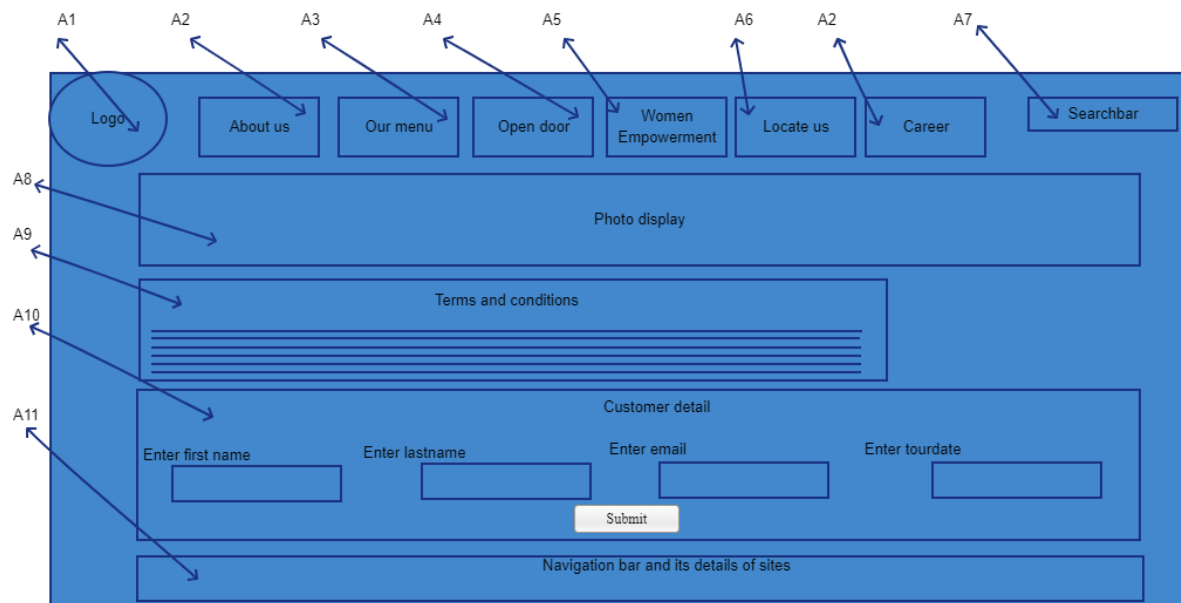 A1
A2
A3
A4
A5
A6
A2
A7
Logo
About us
Our menu
Open door
Women
Empowerment
Locate us
Career
Searchbar
A8
Photo display
A9
Terms and conditions
A10
Customer detail
A11
Enter first name
Enter lastname
Enter email
Enter tourdate
Submit
Navigation bar and its details of sites